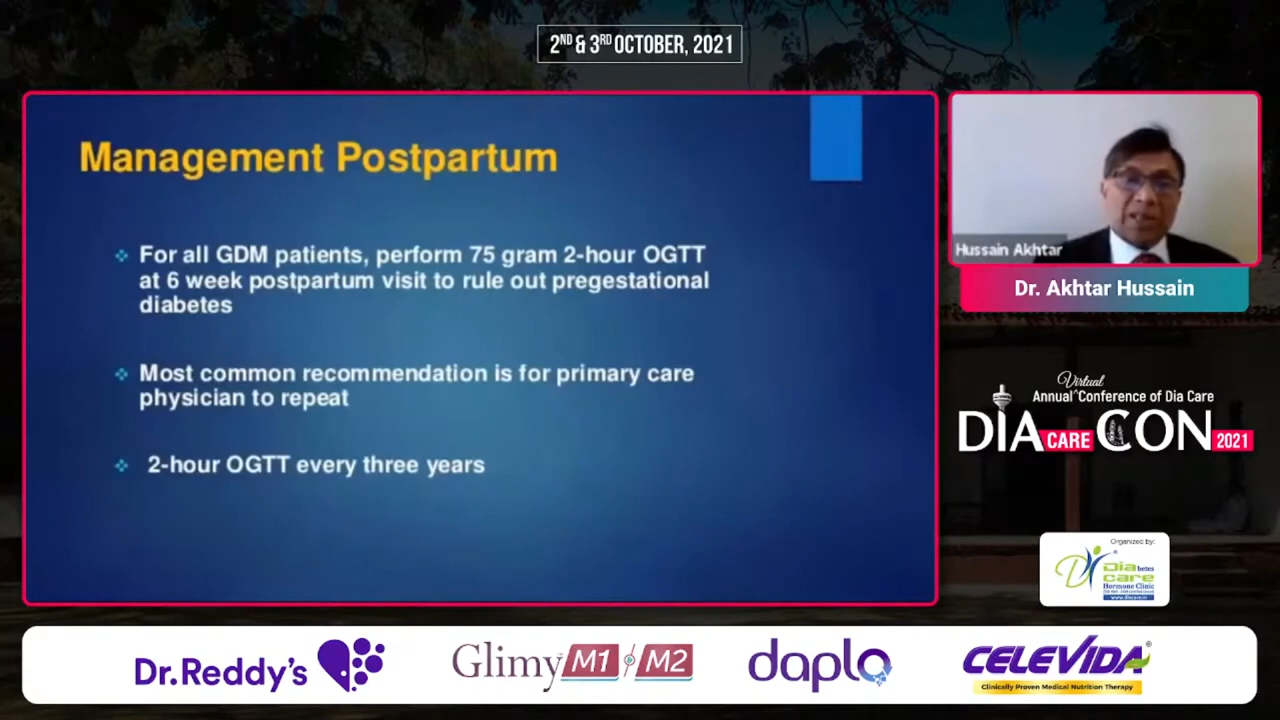 2ND & 3RD OCTOBER, 2021
Management Postpartum
❖ For all GDM patients, perform 75 gram 2-hour OGTT
at 6 week postpartum visit to rule out pregestational
diabetes
❖ Most common recommendation is for primary care
physician to repeat
❖ 2-hour OGTT every three years
Hussain Akhtar
Dr. Akhtar Hussain
Virtual
Annual^Conference of Dia Care
DIA CARE CON 2021
Organized by:
Diabetes
care
Hormone Clinic
www.diacare.in
Dr.Reddy's
Glimy M1 M2
daplo
CELEVIDA®
Clinically Proven Medical Nutrition Therapy